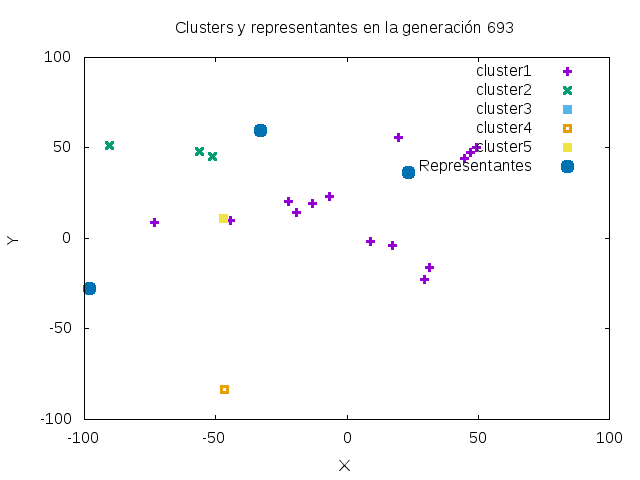 Clusters y representantes en la generación 693
100
50
0
-50
-100
-100
-50
0
50
100
Y
X
cluster1
cluster2
cluster3
cluster4
cluster5
Representantes